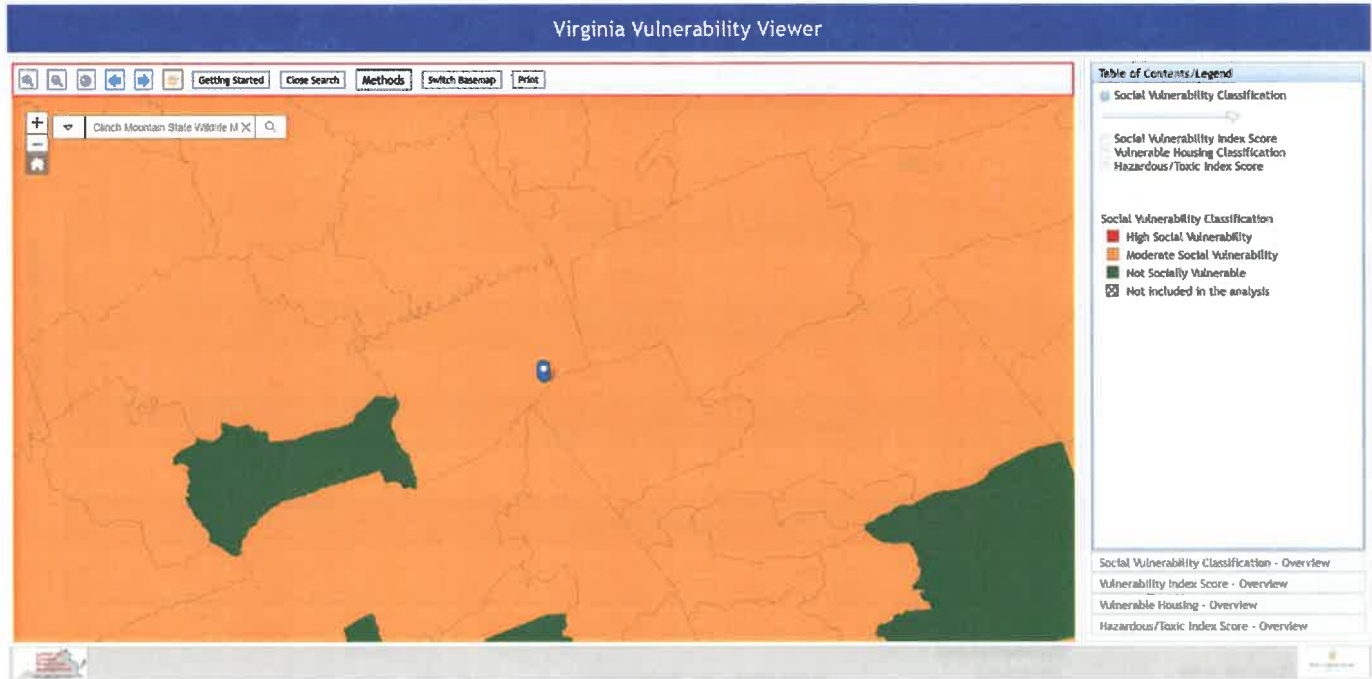 Virginia Vulnerability Viewer
Getting Started
Close Search
Methods
Switch Basemap
Print
+
Clinch Mountain State Wildlife M
−
Table of Contents/Legend
Social Vulnerability Classification
Social Vulnerability Index Score
Vulnerable Housing Classification
Hazardous/Toxic Index Score
Social Vulnerability Classification
High Social Vulnerability
Moderate Social Vulnerability
Not Socially Vulnerable
Not included in the analysis
Social Vulnerability Classification - Overview
Vulnerability Index Score - Overview
Vulnerable Housing - Overview
Hazardous/Toxic Index Score - Overview